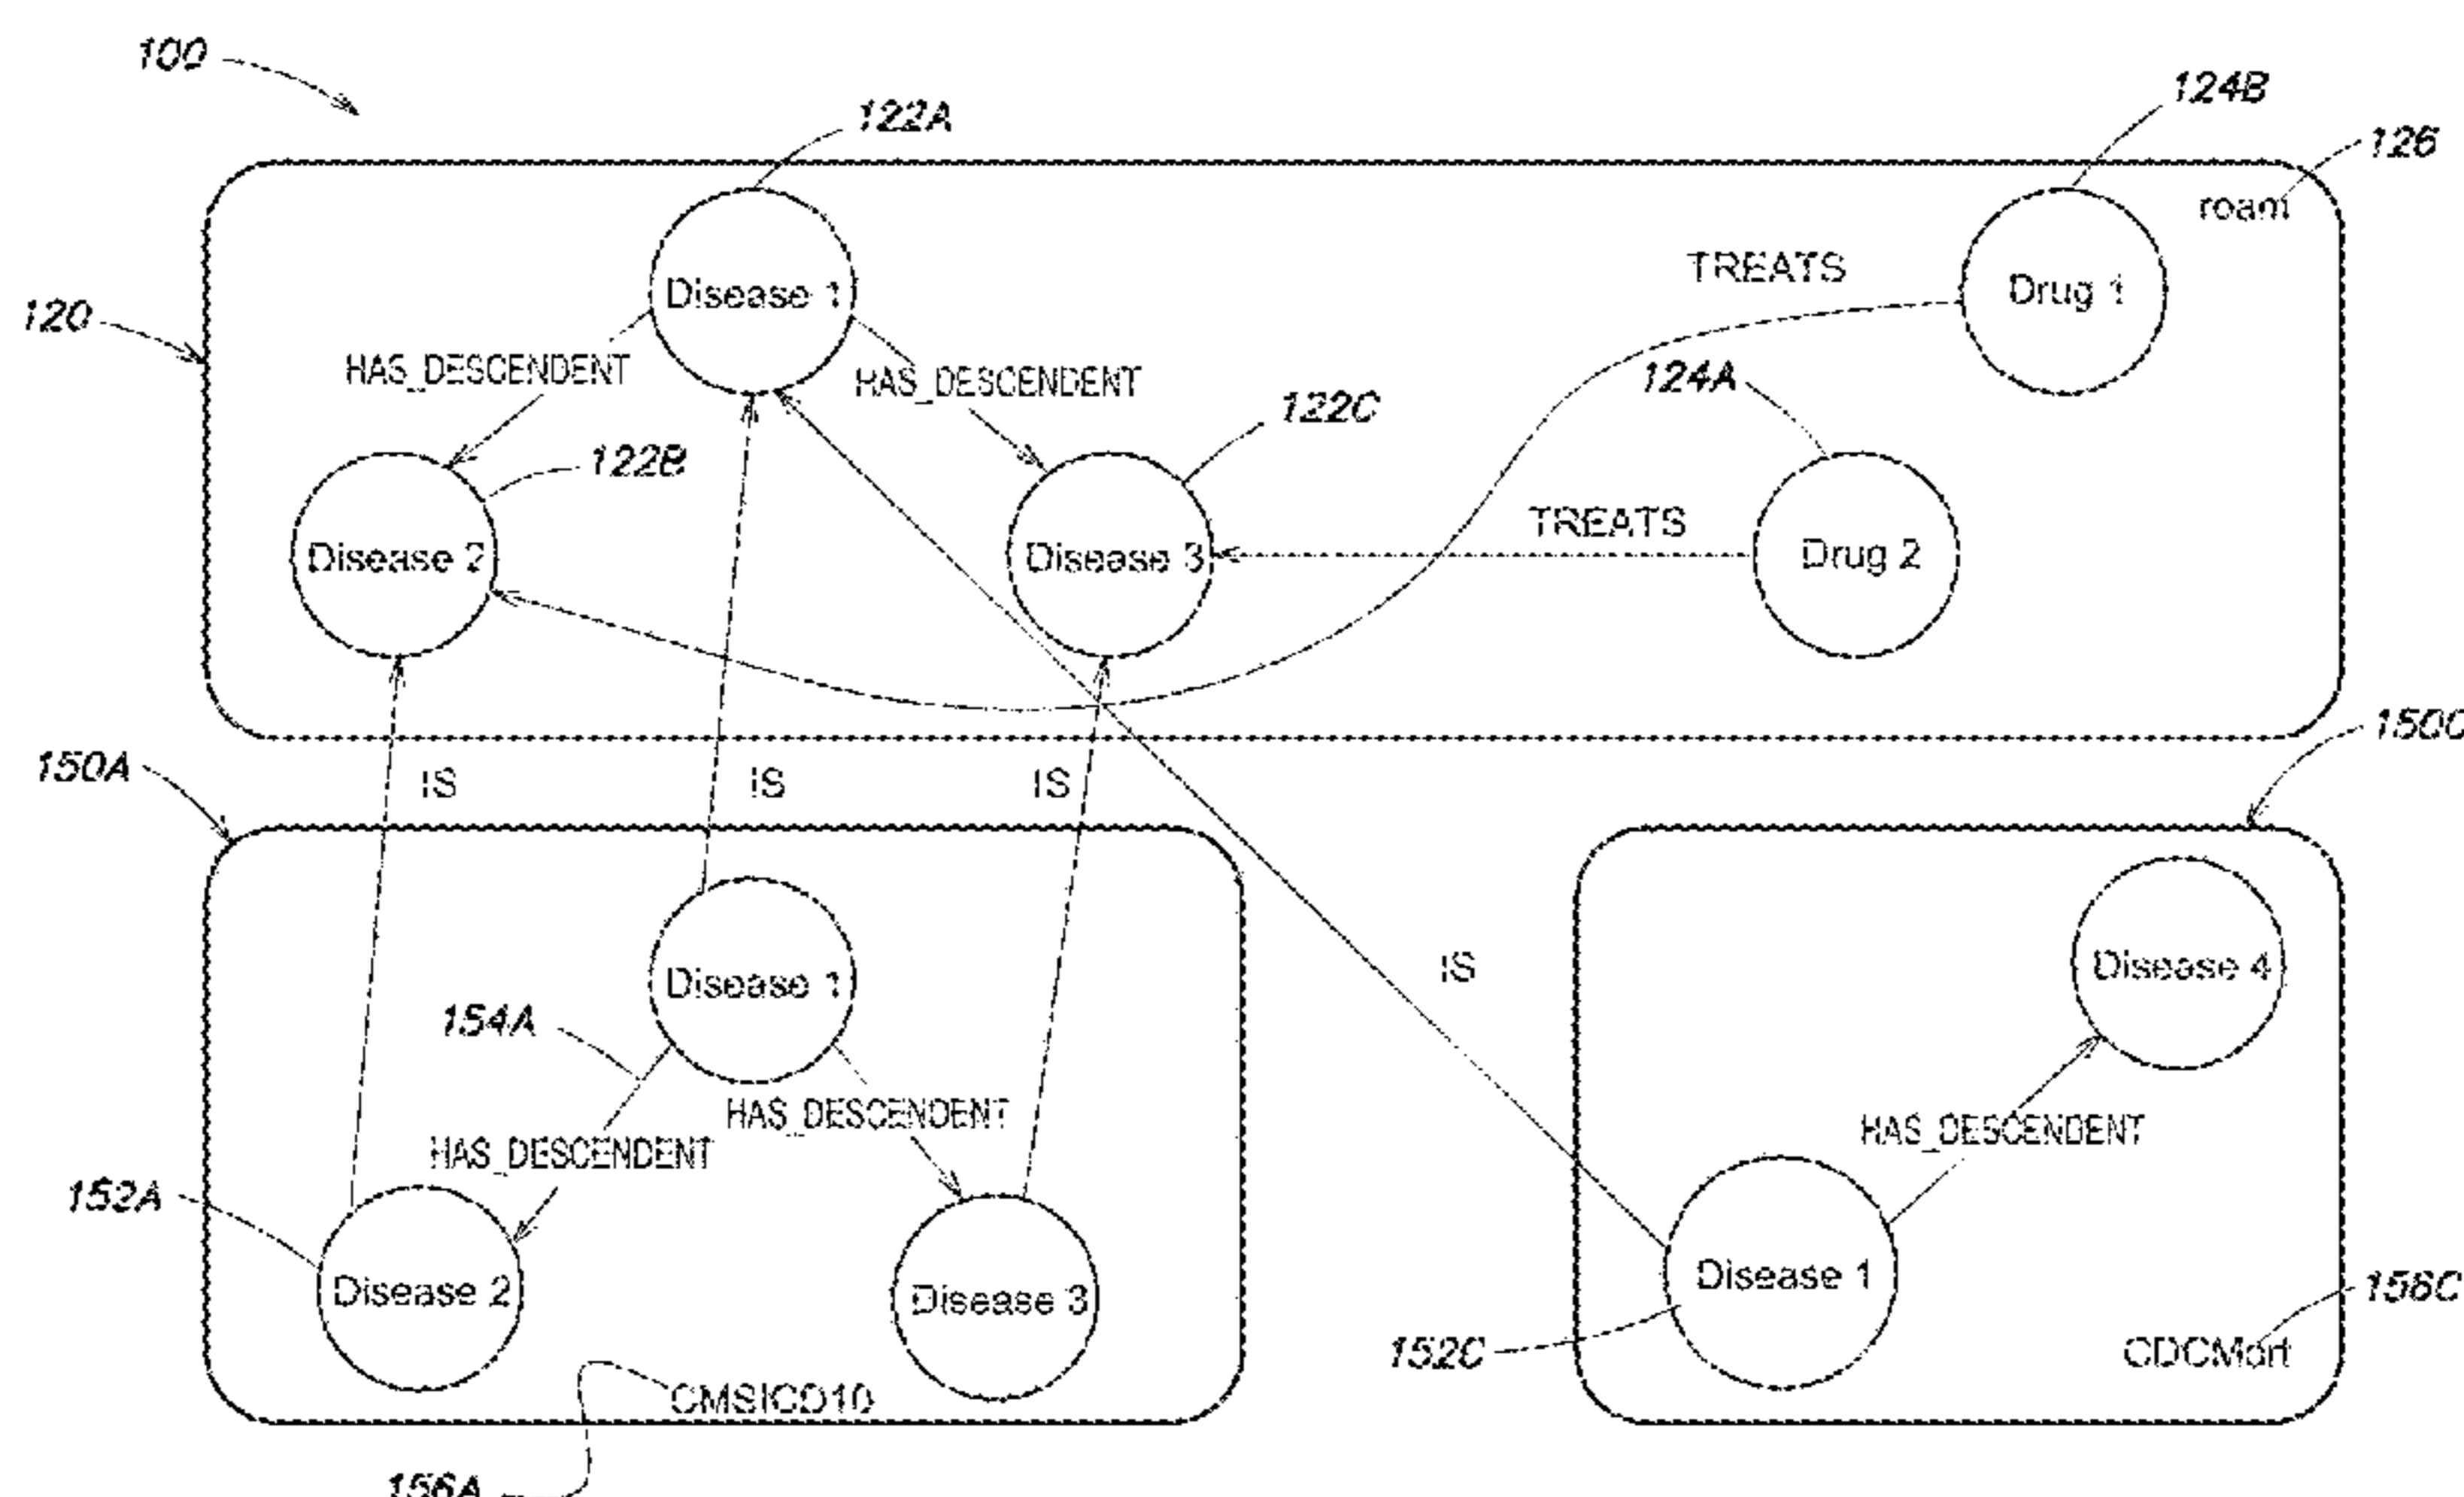 100
122A
124B
126
roam
Disease 1
Drug 1
TREATS
120
HAS_DESCENDENT
HAS_DESCENDENT
124A
122C
122B
Disease 2
Disease 3
TREATS
Drug 2
150A
IS
IS
IS
150C
Disease 1
IS
Disease 4
154A
HAS_DESCENDENT
HAS_DESCENDENT
HAS_DESCENDENT
152A
Disease 2
Disease 3
Disease 1
156C
152C
CDCMort
CMSICD10
156A